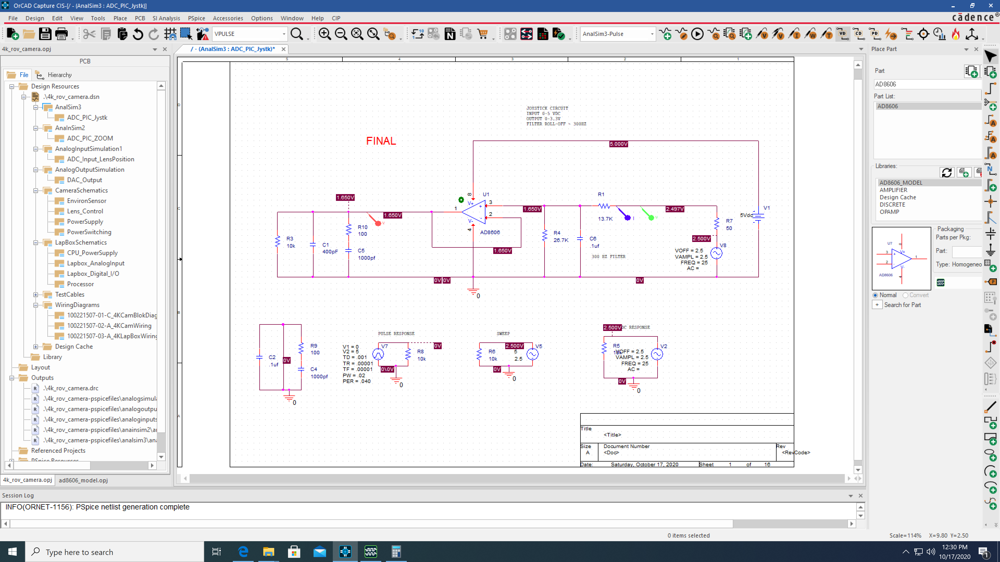 OrCAD Capture CIS-[/ - (AnalSim3 : ADC_PIC_Jystk)]
File Design Edit View Tools Place PCB SI Analysis PSpice Accessories Options Window Help CIP
cādence®
VPULSE
AnalSim3-Pulse
4k_rov_camera.opj
/ - (AnalSim3 : ADC_PIC_Jystk)*
Place Part
PCB
File Hierarchy
Design Resources
.\4k_rov_camera.dsn
AnalSim3
ADC_PIC_Jystk
AnaInSim2
ADC_PIC_ZOOM
AnalogInputSimulation1
ADC_Input_LensPosition
AnalogOutputSimulation
DAC_Output
CameraSchematics
EnvironSensor
Lens_Control
PowerSupply
PowerSwitching
LapBoxSchematics
CPU_PowerSupply
Lapbox_AnalogInput
Lapbox_Digital_I/O
Processor
TestCables
WiringDiagrams
100221507-01-C_4KCamBlokDiag
100221507-02-A_4KCamWiring
100221507-03-A_4KLapBoxWiring
Design Cache
Library
Layout
Outputs
.\4k_rov_camera.drc
.\4k_rov_camera-pspicefiles\analogsimula
.\4k_rov_camera-pspicefiles\analogoutpu
.\4k_rov_camera-pspicefiles\analoginputs
.\4k_rov_camera-pspicefiles\anainsim2\ar
.\4k_rov_camera-pspicefiles\analsim3\ana
Referenced Projects
PSpice Resources
4k_rov_camera.opj ad8606_model.opj
5 4 3 2 1
D
C
B
A
JOYSTICK CIRCUIT
INPUT 0-5 VDC
OUTPUT 0-3.3V
FILTER ROLL-OFF ~ 300HZ
FINAL
5.000V
1.650V
8 U1
V+ + 3
1
2 -
V-
4
AD8606
1.650V
1.650V
1.650V
R1
13.7K
I
V
V
2.497V
5Vdc V1
R7
50
2.500V
V8
VOFF = 2.5
VAMPL = 2.5
FREQ = 25
AC =
R10
100
R3
10k
C1
400pF
C5
1000pf
R4
26.7K
C6
.1uf
300 HZ FILTER
0V 0V
0V
0
C2
.1uf
0V
R9
100
C4
1000pf
0
PULSE RESPONSE
V1 = 0
V2 = 5
TD = .001
TR = .00001
TF = .00001
PW = .02
PER = .040
V7
0V
R8
10k
0V0V
0
SWEEP
2.500V
V5
R6
10k
5
2.5
0V
0
2.500V DC RESPONSE
R5
10k
V2
VOFF = 2.5
VAMPL = 2.5
FREQ = 25
AC =
0V
0
Title
<Title>
Size
A
Document Number
<Doc>
Rev
<RevCode>
Date: Saturday, October 17, 2020 Sheet 1 of 16
Part
AD8606
Part List:
AD8606
Libraries:
AD8606_MODEL
AMPLIFIER
Design Cache
DISCRETE
OPAMP
Packaging
Parts per Pkg:
Part:
Type: Homogeneo
U?
8
3 + V+
1
2 - V-
4
AD8606
Normal Convert
+ Search for Part
Session Log
INFO(ORNET-1156): PSpice netlist generation complete
0 items selected
Scale=114% X=9.80 Y=2.50
Type here to search
12:30 PM
10/17/2020
1